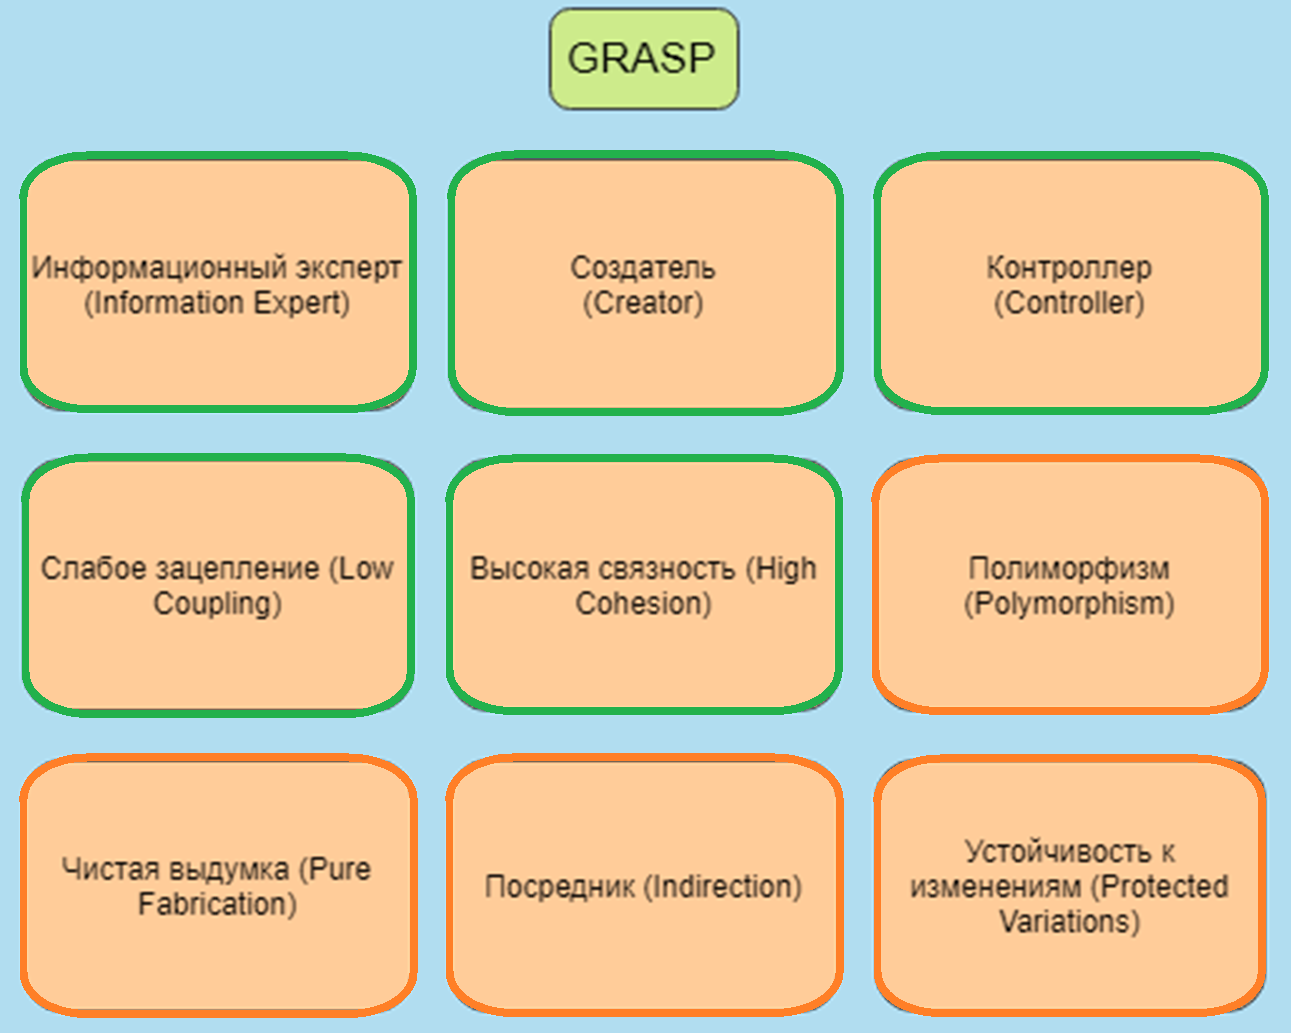 GRASP
Информационный эксперт
(Information Expert)
Создатель
(Creator)
Контроллер
(Controller)
Слабое зацепление (Low
Coupling)
Высокая связность (High
Cohesion)
Полиморфизм
(Polymorphism)
Чистая выдумка (Pure
Fabrication)
Посредник (Indirection)
Устойчивость к
изменениям (Protected
Variations)